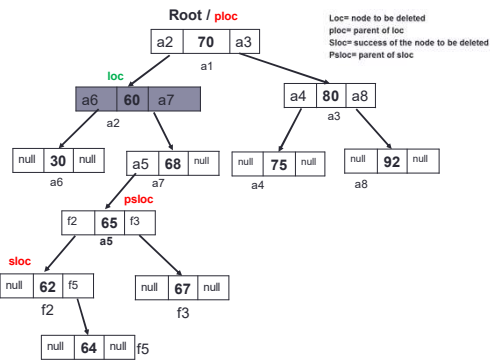 Root / ploc
Loc= node to be deleted
ploc= parent of loc
Sloc= success of the node to be deleted
Psloc= parent of sloc
a2 70 a3
a1
loc
a6 60 a7
a2
a4 80 a8
a3
null 30 null
a6
a5 68 null
a7
null 75 null
a4
null 92 null
a8
psloc
f2 65 f3
a5
sloc
null 62 f5
f2
null 67 null
f3
null 64 null f5